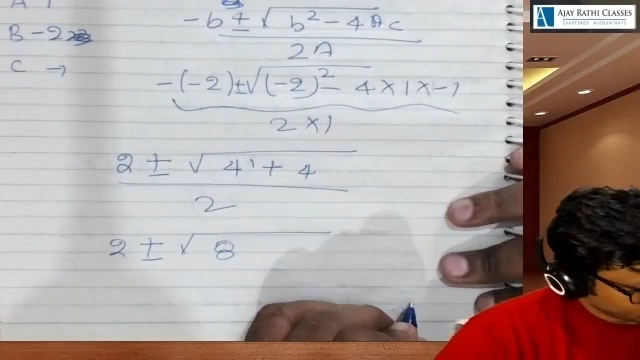 A 1
-b ± √ b² - 4Ac
B - 2
2A
C →
-(-2) ± √ (-2)² - 4 × 1 × -1
2 × 1
2 ± √ 4 + 4
2
2 ± √ 8
AJAY RATHI CLASSES
CHARTERED ACCOUNTANTS